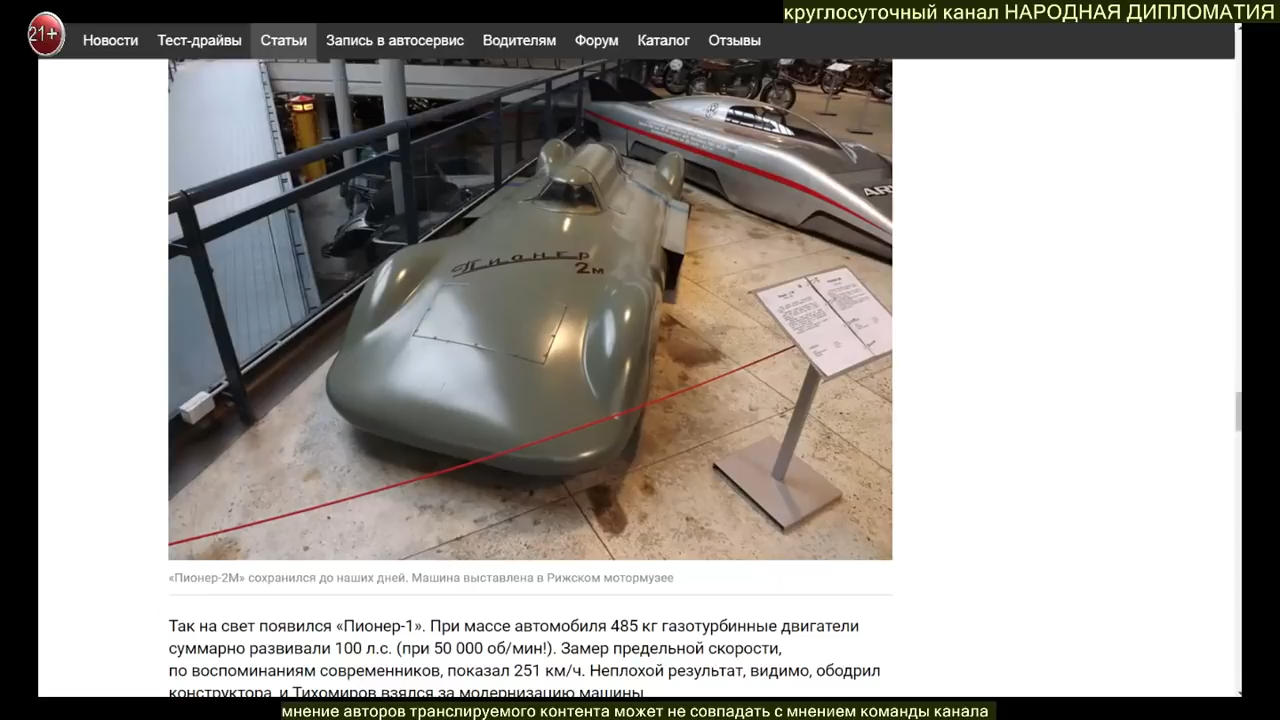 круглосуточный канал НАРОДНАЯ ДИПЛОМАТИЯ
21+
Новости Тест-драйвы Статьи Запись в автосервис Водителям Форум Каталог Отзывы
Пионер
2м
«Пионер-2М» сохранился до наших дней. Машина выставлена в Рижском мотормузее
Так на свет появился «Пионер-1». При массе автомобиля 485 кг газотурбинные двигатели
суммарно развивали 100 л.с. (при 50 000 об/мин!). Замер предельной скорости,
по воспоминаниям современников, показал 251 км/ч. Неплохой результат, видимо, ободрил
конструктора, и Тихомиров взялся за модернизацию машины
мнение авторов транслируемого контента может не совпадать с мнением команды канала